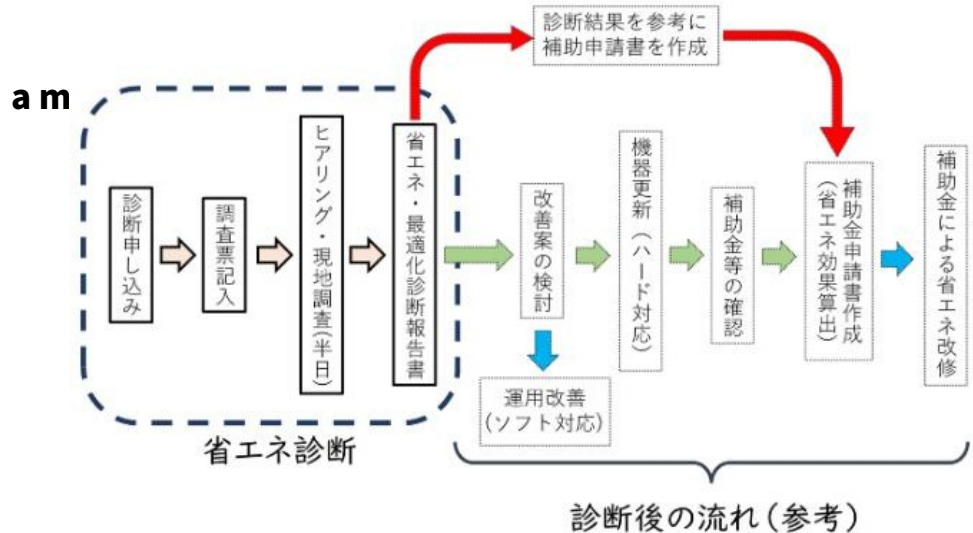 診断結果を参考に
補助申請書を作成
a m
診断申し込み
調査票記入
ヒアリング・現地調査(半日)
省エネ・最適化診断報告書
改善案の検討
機器更新(ハード対応)
補助金等の確認
補助金申請書作成
(省エネ効果算出)
補助金による省エネ改修
運用改善
(ソフト対応)
省エネ診断
診断後の流れ(参考)